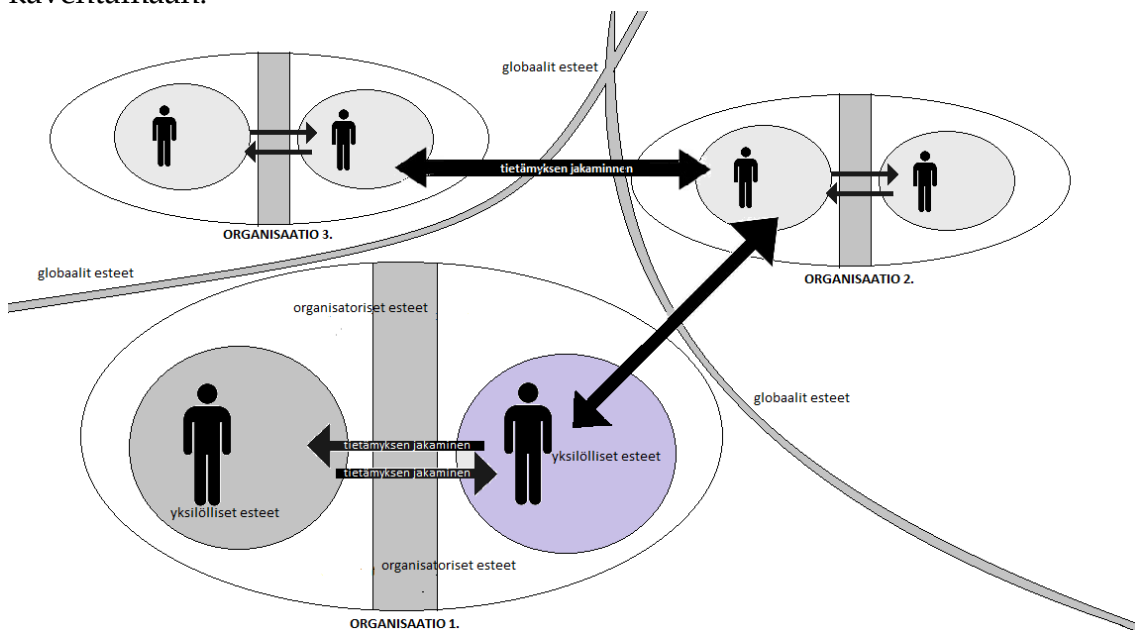 globaalit esteet
tietämyksen jakaminnen
ORGANISAATIO 3.
globaalit esteet
ORGANISAATIO 2.
organisatoriset esteet
globaalit esteet
tietämyksen jakaminen
yksilölliset esteet
tietämyksen jakaminen
yksilölliset esteet
organisatoriset esteet
ORGANISAATIO 1.